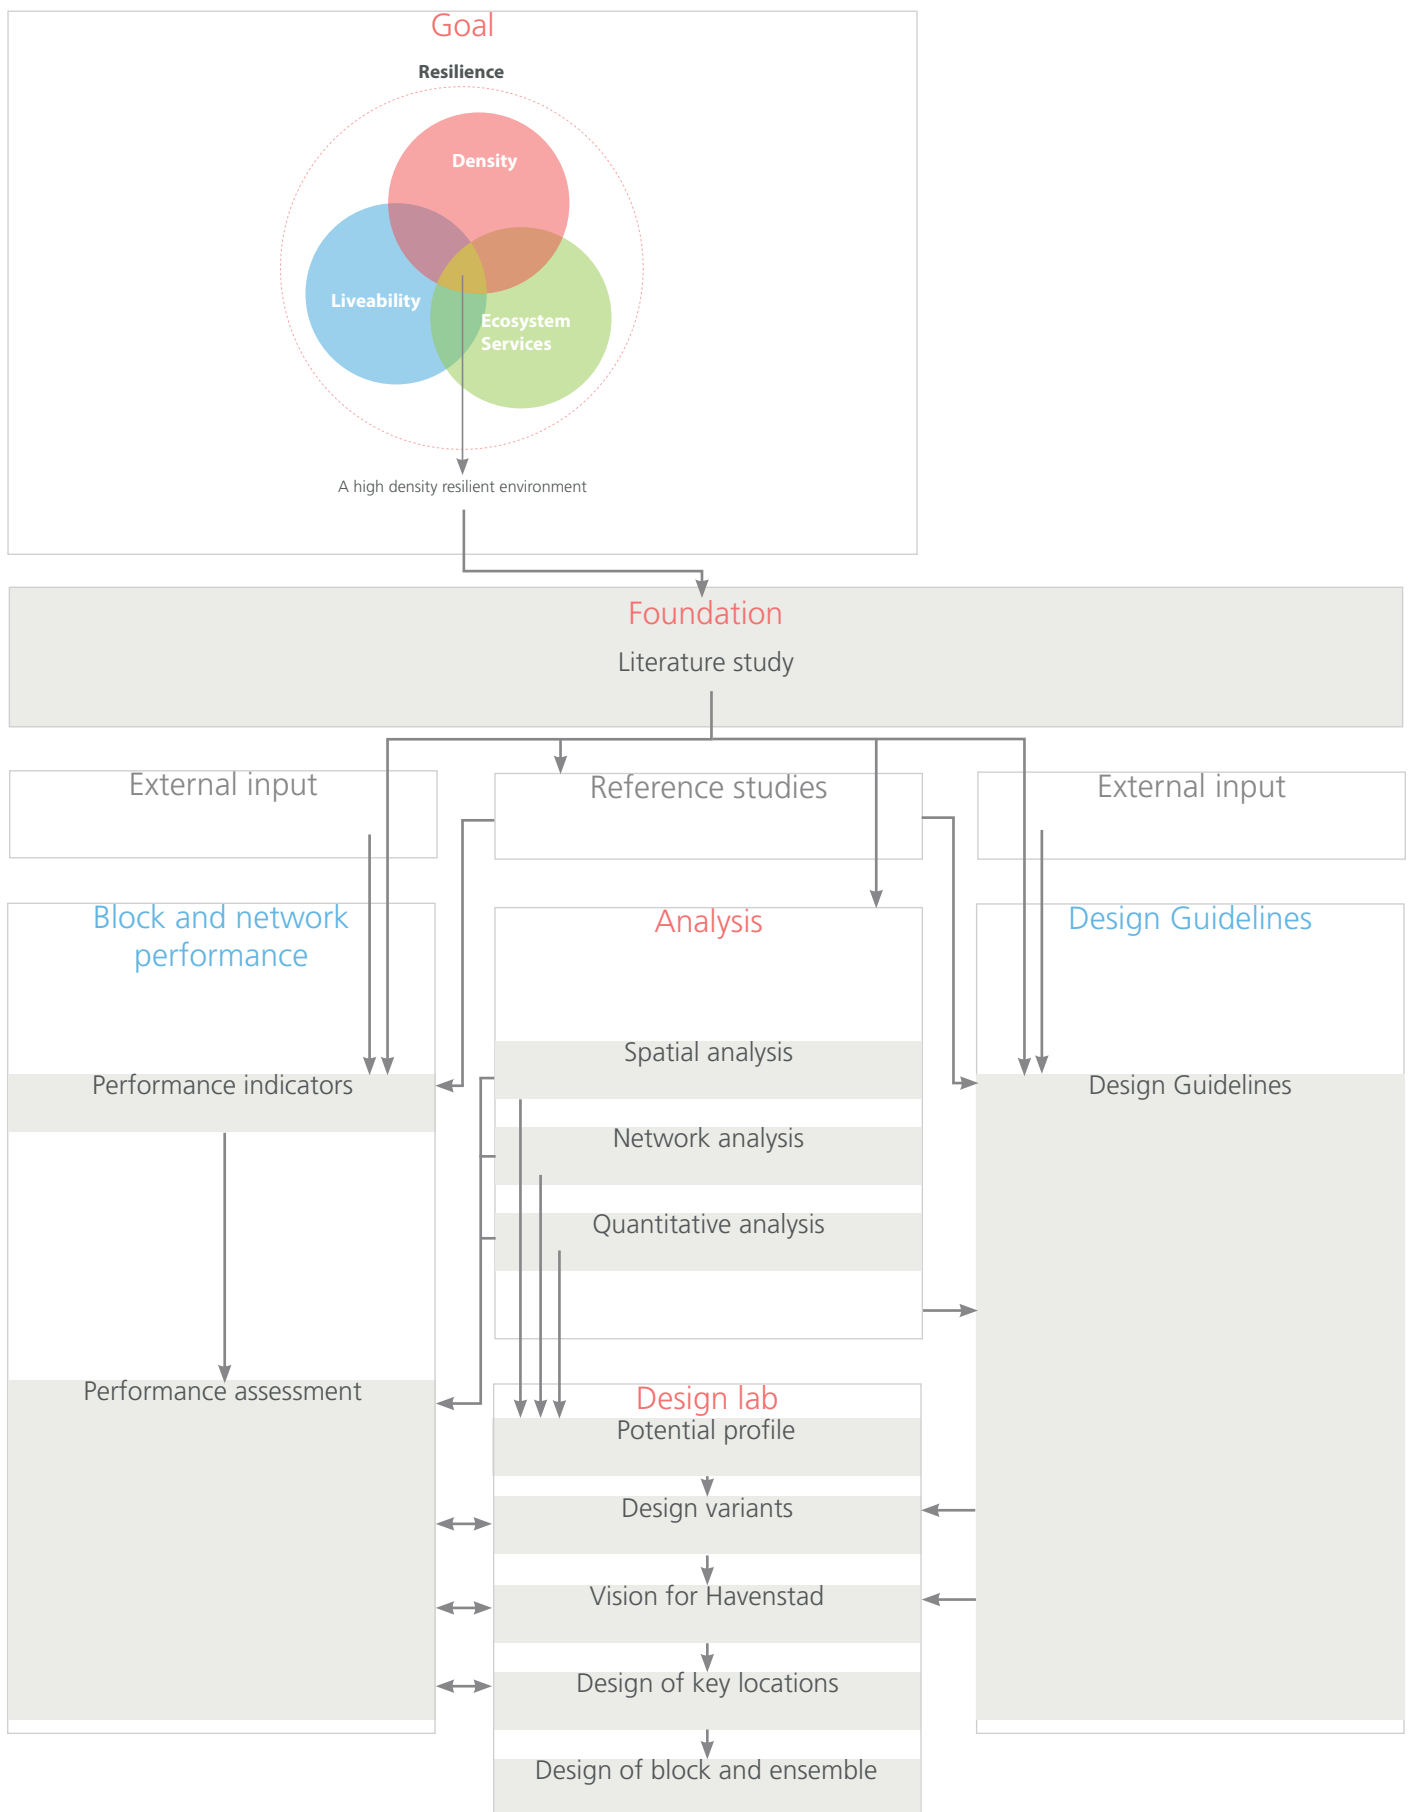 Goal
Resilience
Density
Liveability
Ecosystem
Services
A high density resilient environment
Foundation
Literature study
External input
Reference studies
External input
Block and network
performance
Analysis
Design Guidelines
Spatial analysis
Performance indicators
Design Guidelines
Network analysis
Quantitative analysis
Performance assessment
Design lab
Potential profile
Design variants
Vision for Havenstad
Design of key locations
Design of block and ensemble